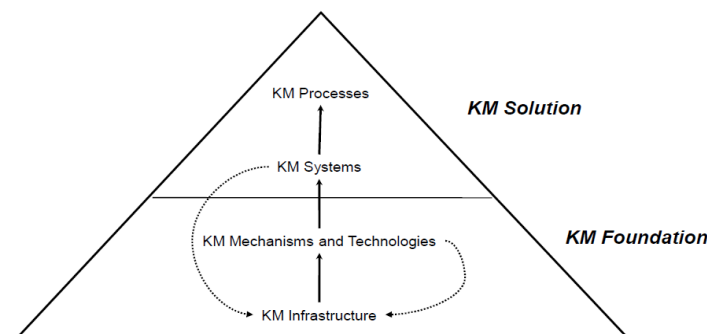 KM Processes
KM Solution
KM Systems
KM Mechanisms and Technologies
KM Foundation
KM Infrastructure